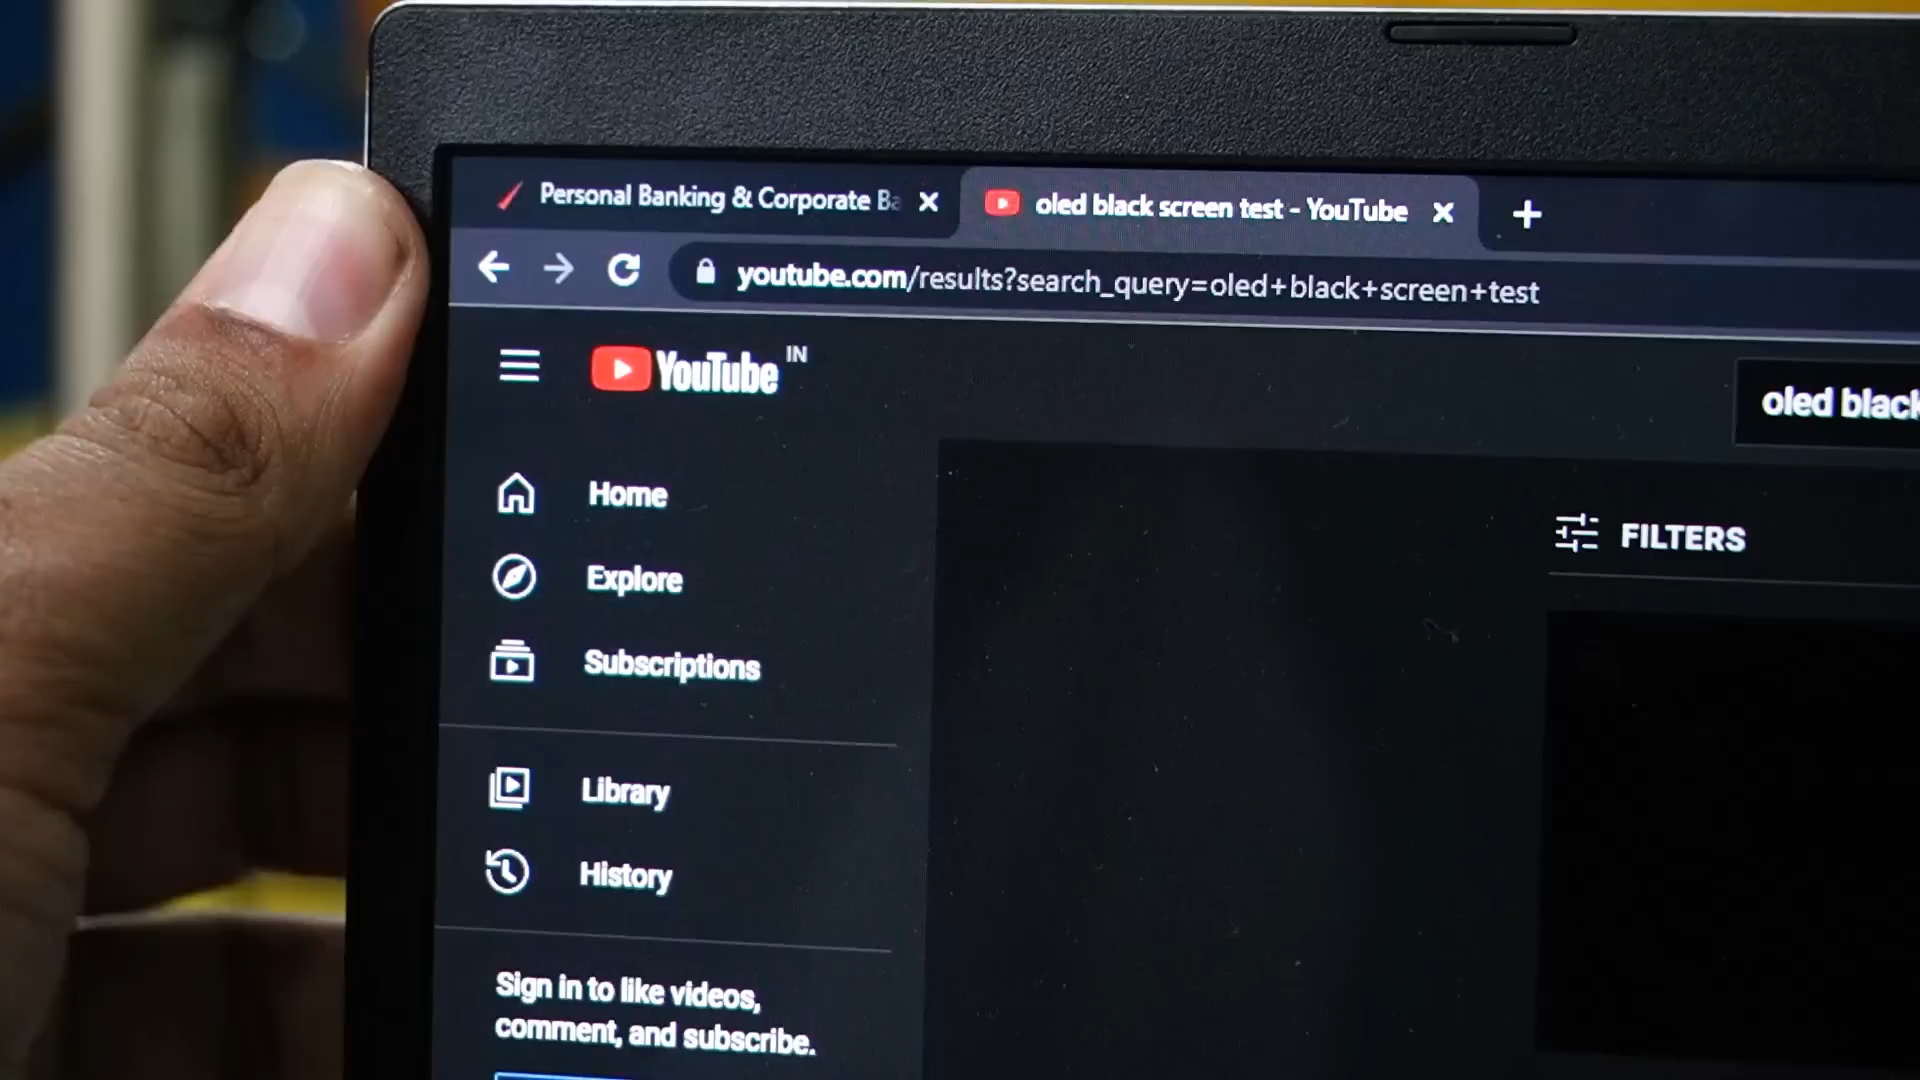 Personal Banking & Corporate Ba
oled black screen test - YouTube
youtube.com/results?search_query=oled+black+screen+test
YouTube IN
oled black
Home
FILTERS
Explore
Subscriptions
Library
History
Sign in to like videos,
comment, and subscribe.